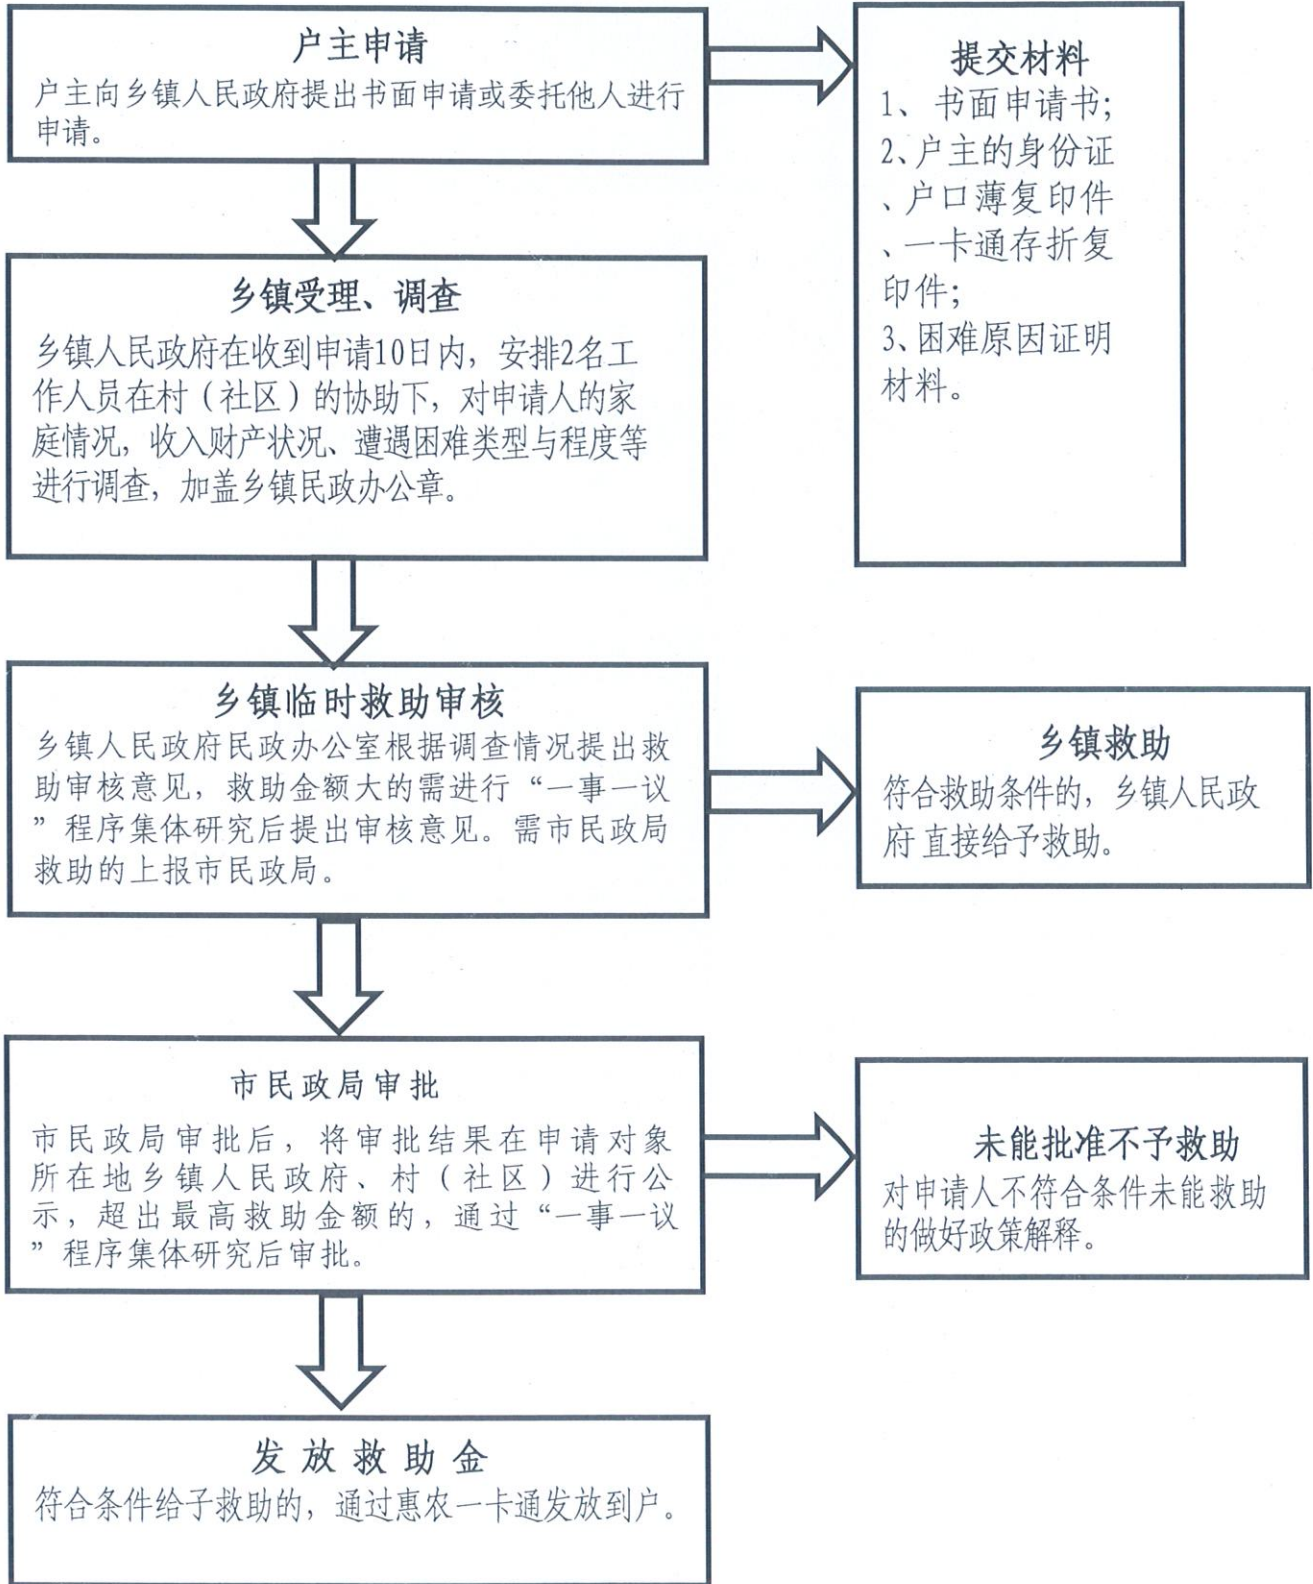 户主申请
户主向乡镇人民政府提出书面申请或委托他人进行
申请。
提交材料
1、 书面申请书;
2、户主的身份证
、户口薄复印件
、一卡通存折复
印件;
3、困难原因证明
材料。
乡镇受理、调查
乡镇人民政府在收到申请10日内，安排2名工
作人员在村（社区）的协助下，对申请人的家
庭情况，收入财产状况、遭遇困难类型与程度等
进行调查，加盖乡镇民政办公章。
乡镇临时救助审核
乡镇人民政府民政办公室根据调查情况提出救
助审核意见，救助金额大的需进行“一事一议
”程序集体研究后提出审核意见。需市民政局
救助的上报市民政局。
乡镇救助
符合救助条件的，乡镇人民政
府 直接给予救助。
市民政局审批
市民政局审批后，将审批结果在申请对象
所在地乡镇人民政府、村（社区）进行公
示，超出最高救助金额的，通过“一事一议
”程序集体研究后审批。
未能批准不予救助
对申请人不符合条件未能救助
的做好政策解释。
发放救助金
符合条件给子救助的，通过惠农一卡通发放到户。